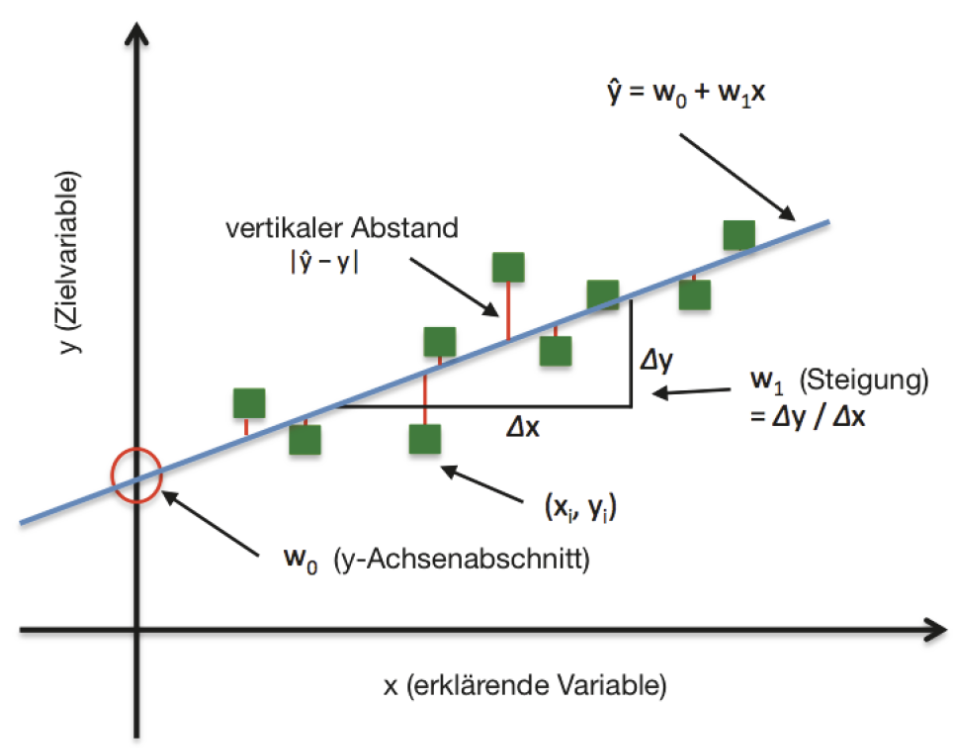 ŷ = w₀ + w₁x
y (Zielvariable)
vertikaler Abstand
|ŷ – y|
Δy
w₁ (Steigung)
= Δy / Δx
Δx
(xᵢ, yᵢ)
w₀ (y-Achsenabschnitt)
x (erklärende Variable)